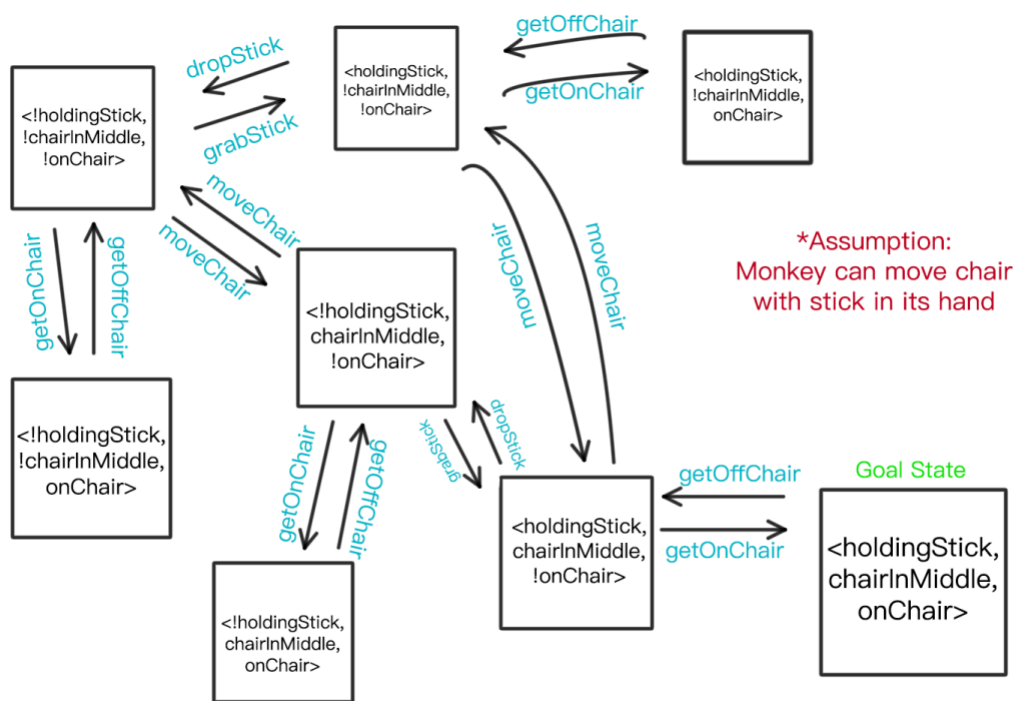 getOffChair
dropStick
<holdingStick,
!chairInMiddle,
!onChair>
<holdingStick,
!chairInMiddle,
onChair>
getOnChair
<!holdingStick,
!chairInMiddle,
!onChair>
grabStick
moveChair
moveChair
getOnChair
getOffChair
moveChair
moveChair
*Assumption:
Monkey can move chair
with stick in its hand
<!holdingStick,
chairInMiddle,
!onChair>
<!holdingStick,
!chairInMiddle,
onChair>
getOnChair
getOffChair
grabStick
dropStick
getOffChair
Goal State
<holdingStick,
chairInMiddle,
!onChair>
getOnChair
<holdingStick,
chairInMiddle,
onChair>
<!holdingStick,
chairInMiddle,
onChair>